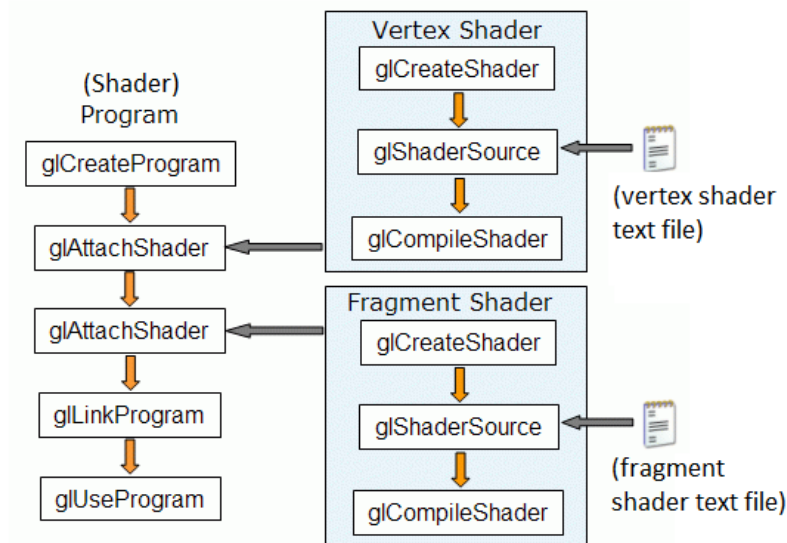 (Shader)
Program
glCreateProgram
glAttachShader
glAttachShader
glLinkProgram
glUseProgram
Vertex Shader
glCreateShader
glShaderSource
glCompileShader
(vertex shader
text file)
Fragment Shader
glCreateShader
glShaderSource
glCompileShader
(fragment
shader text file)